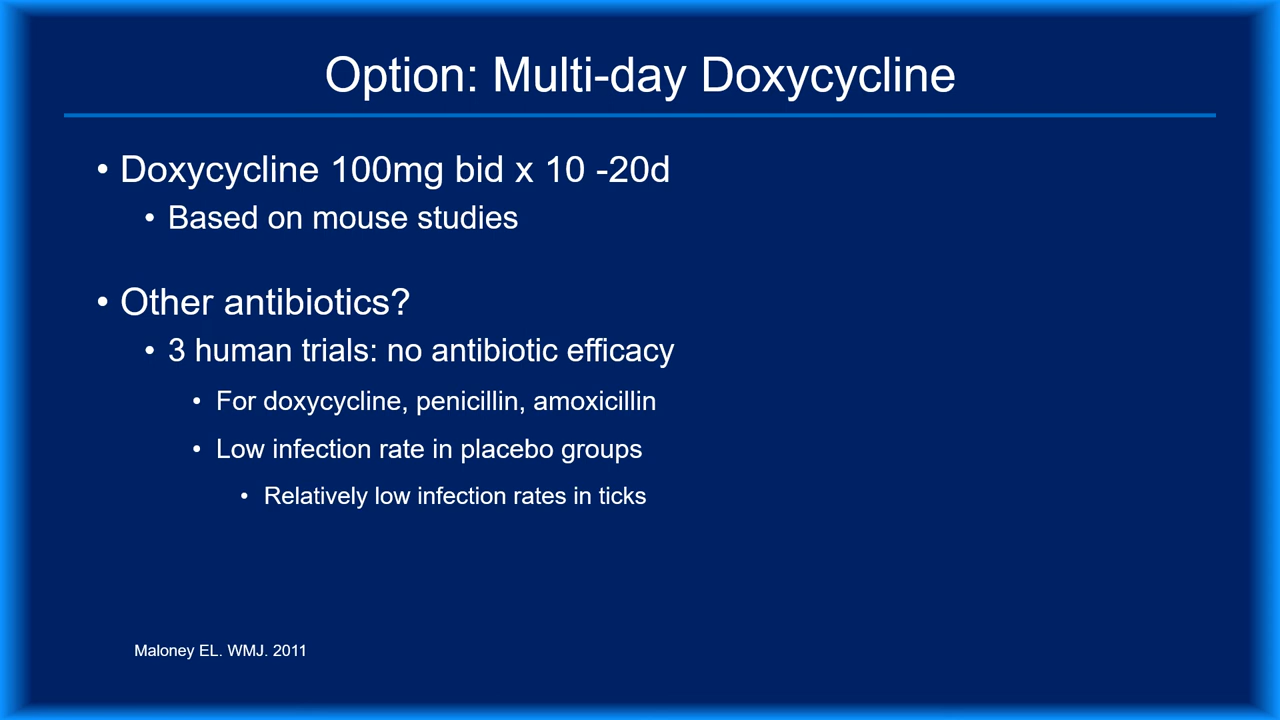 Option: Multi-day Doxycycline
• Doxycycline 100mg bid x 10 -20d
• Based on mouse studies
• Other antibiotics?
• 3 human trials: no antibiotic efficacy
• For doxycycline, penicillin, amoxicillin
• Low infection rate in placebo groups
• Relatively low infection rates in ticks
Maloney EL. WMJ. 2011